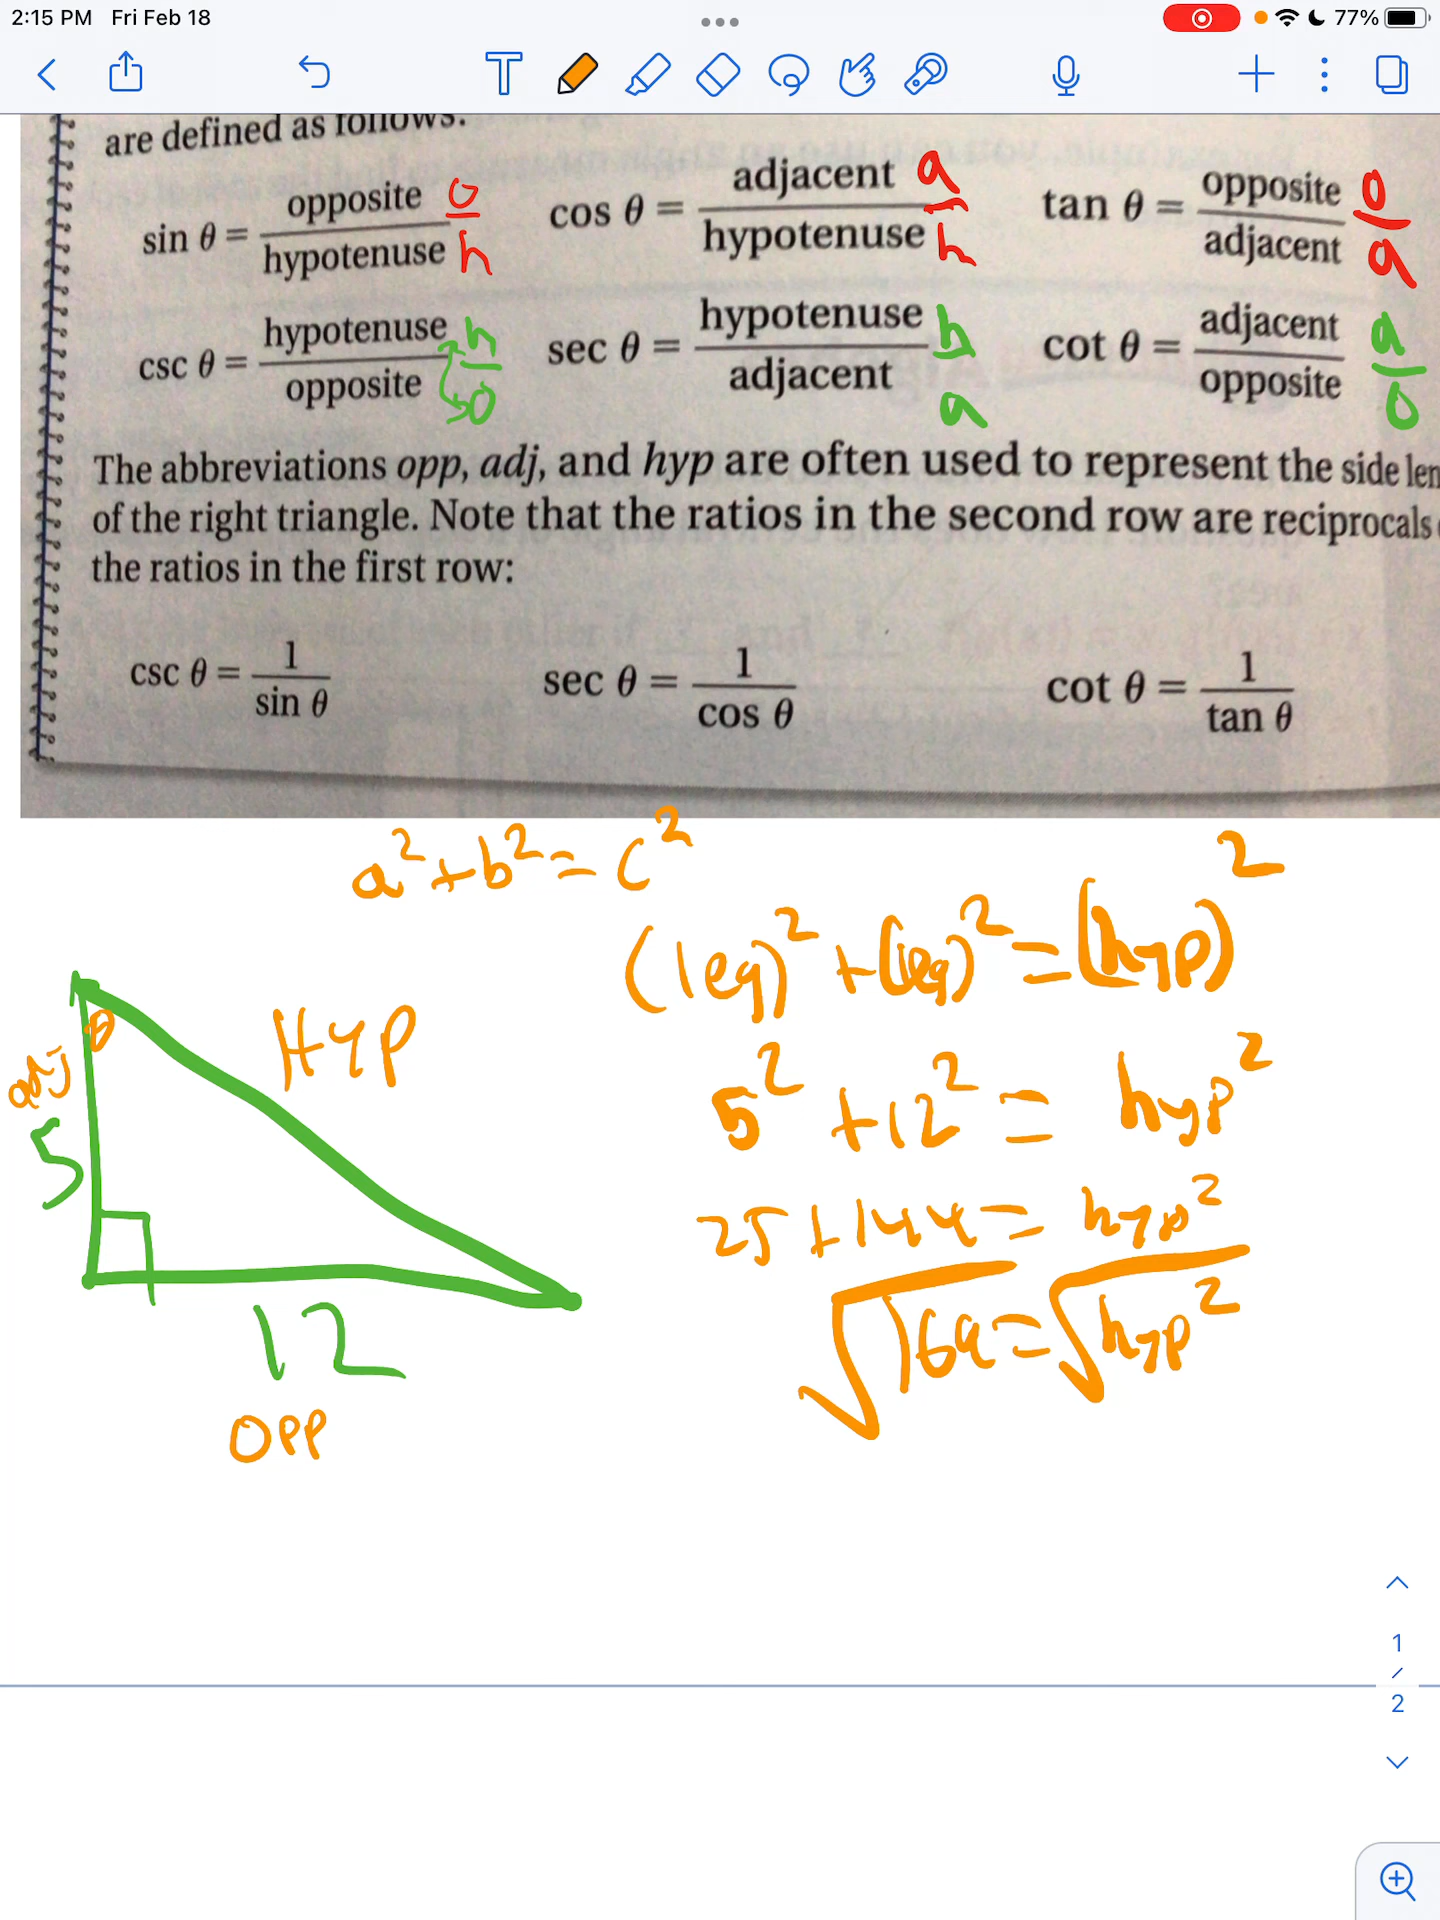 2:15 PM Fri Feb 18 77%
are defined as follows:
sin θ = opposite / hypotenuse o/h cos θ = adjacent / hypotenuse a/h tan θ = opposite / adjacent o/a
csc θ = hypotenuse / opposite h/o sec θ = hypotenuse / adjacent h/a cot θ = adjacent / opposite a/o
The abbreviations opp, adj, and hyp are often used to represent the side len
of the right triangle. Note that the ratios in the second row are reciprocals
the ratios in the first row:
csc θ = 1 / sin θ sec θ = 1 / cos θ cot θ = 1 / tan θ
a² + b² = c²
(leg)² + (leg)² = (hyp)²
θ
HYP
adj
5
5² + 12² = hyp²
25 + 144 = hyp²
√169 = √hyp²
12
OPP
1
/
2